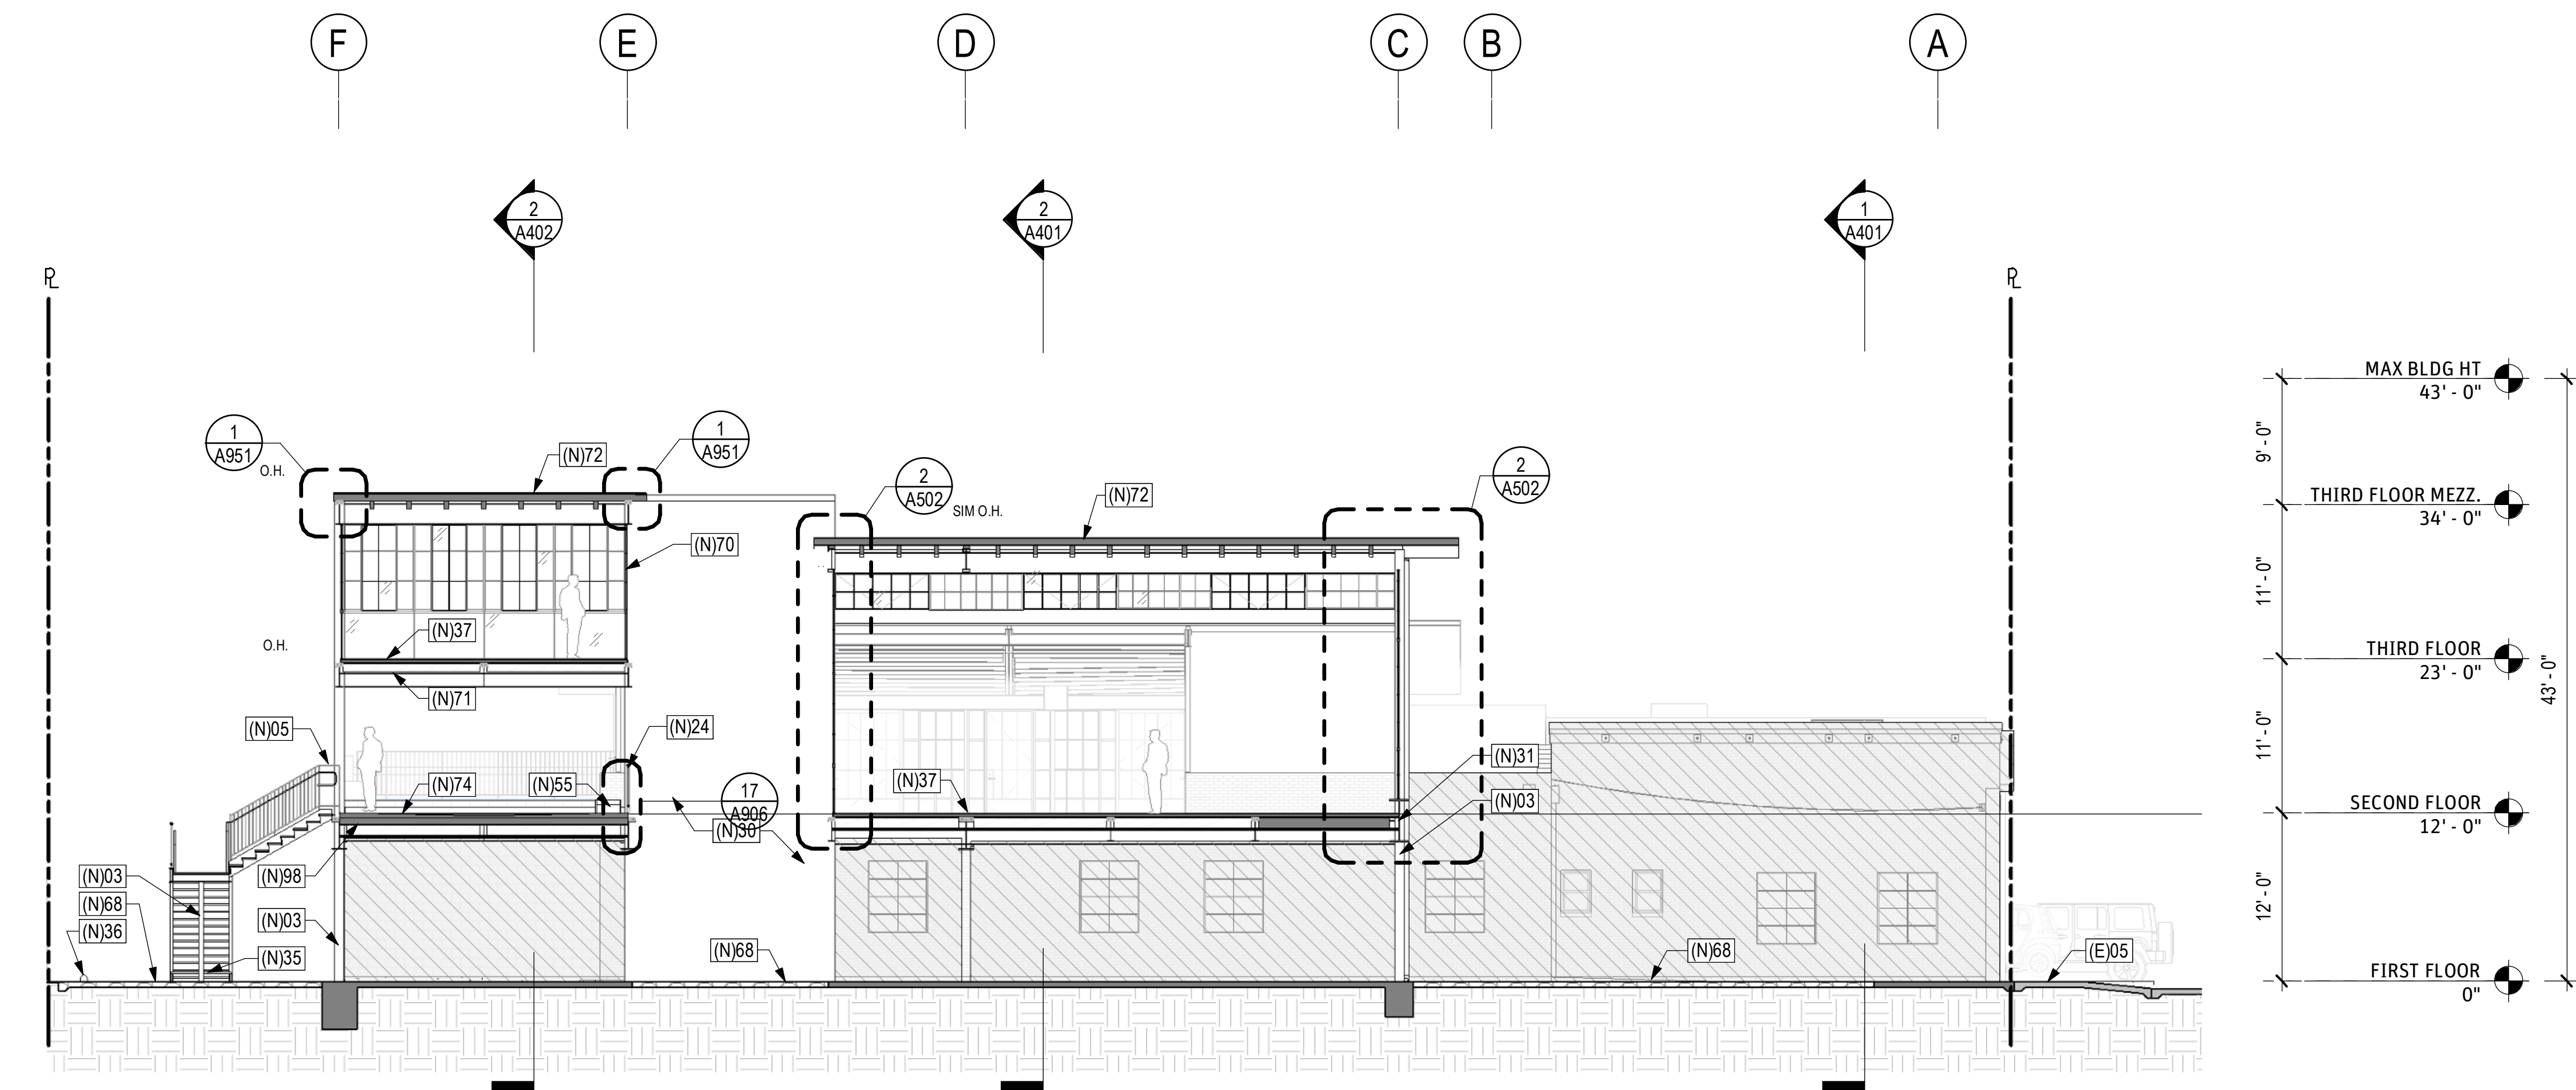 F
E
D
C
B
A
2
A402
2
A401
1
A401
PL
PL
MAX BLDG HT
43' - 0"
9' - 0"
1
A951
O.H.
(N)72
1
A951
2
A502
SIM O.H.
(N)72
2
A502
THIRD FLOOR MEZZ.
34' - 0"
(N)70
11' - 0"
(N)37
O.H.
THIRD FLOOR
23' - 0"
43' - 0"
(N)71
(N)05
(N)24
11' - 0"
(N)31
(N)74
(N)55
(N)37
17
A906
(N)30
(N)03
SECOND FLOOR
12' - 0"
(N)03
(N)98
(N)68
(N)03
(N)36
12' - 0"
(N)35
(N)68
(N)68
(E)05
FIRST FLOOR
0"